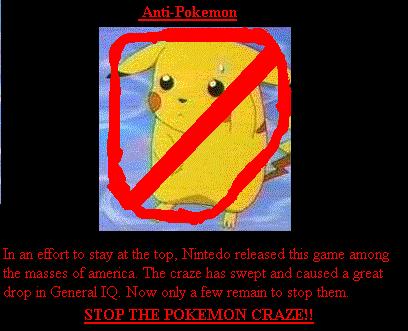 Anti-Pokemon
In an effort to stay at the top, Nintedo released this game among
the masses of america. The craze has swept and caused a great
drop in General IQ. Now only a few remain to stop them.
STOP THE POKEMON CRAZE!!